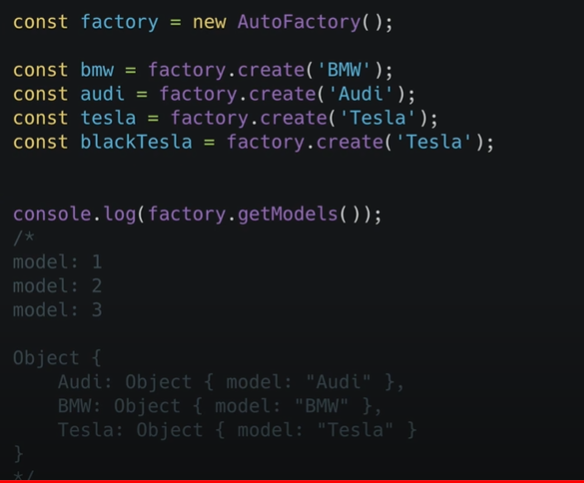 const factory = new AutoFactory();
const bmw = factory.create('BMW');
const audi = factory.create('Audi');
const tesla = factory.create('Tesla');
const blackTesla = factory.create('Tesla');
console.log(factory.getModels());
/*
model: 1
model: 2
model: 3
Object {
    Audi: Object { model: "Audi" },
    BMW: Object { model: "BMW" },
    Tesla: Object { model: "Tesla" }
}
*/